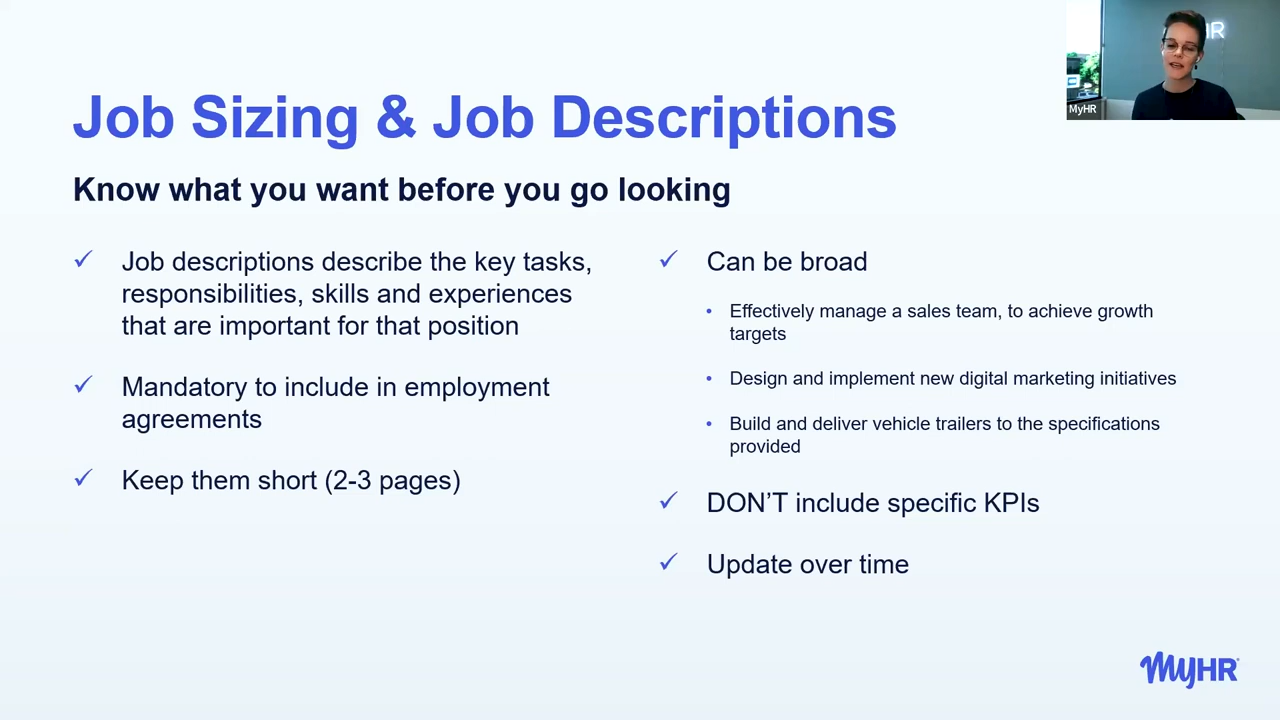 Job Sizing & Job Descriptions
Know what you want before you go looking
Job descriptions describe the key tasks,
responsibilities, skills and experiences
that are important for that position
Mandatory to include in employment
agreements
Keep them short (2-3 pages)
Can be broad
Effectively manage a sales team, to achieve growth
targets
Design and implement new digital marketing initiatives
Build and deliver vehicle trailers to the specifications
provided
DON’T include specific KPIs
Update over time
MyHR
MyHR